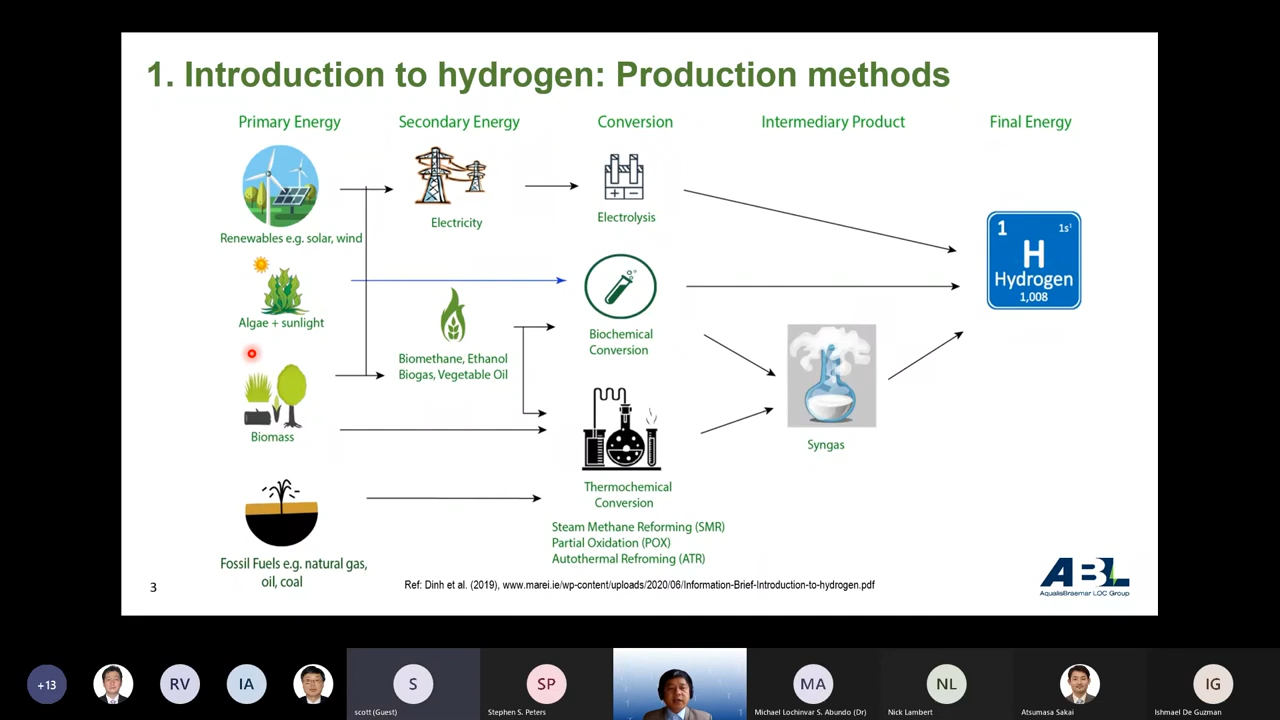 1. Introduction to hydrogen: Production methods
Primary Energy
Secondary Energy
Conversion
Intermediary Product
Final Energy
Renewables e.g. solar, wind
Electricity
+ −
Electrolysis
1
1s¹
H
Hydrogen
1,008
Algae + sunlight
Biochemical
Conversion
Biomethane, Ethanol
Biogas, Vegetable Oil
Biomass
Syngas
Thermochemical
Conversion
Steam Methane Reforming (SMR)
Partial Oxidation (POX)
Autothermal Refroming (ATR)
Fossil Fuels e.g. natural gas,
oil, coal
3
Ref: Dinh et al. (2019), www.marei.ie/wp-content/uploads/2020/06/Information-Brief-Introduction-to-hydrogen.pdf
ABL
AqualisBraemar LOC Group
+13
RV
IA
S
scott (Guest)
SP
Stephen S. Peters
MA
Michael Lochinvar S. Abundo (Dr)
NL
Nick Lambert
Atsumasa Sakai
IG
Ishmael De Guzman